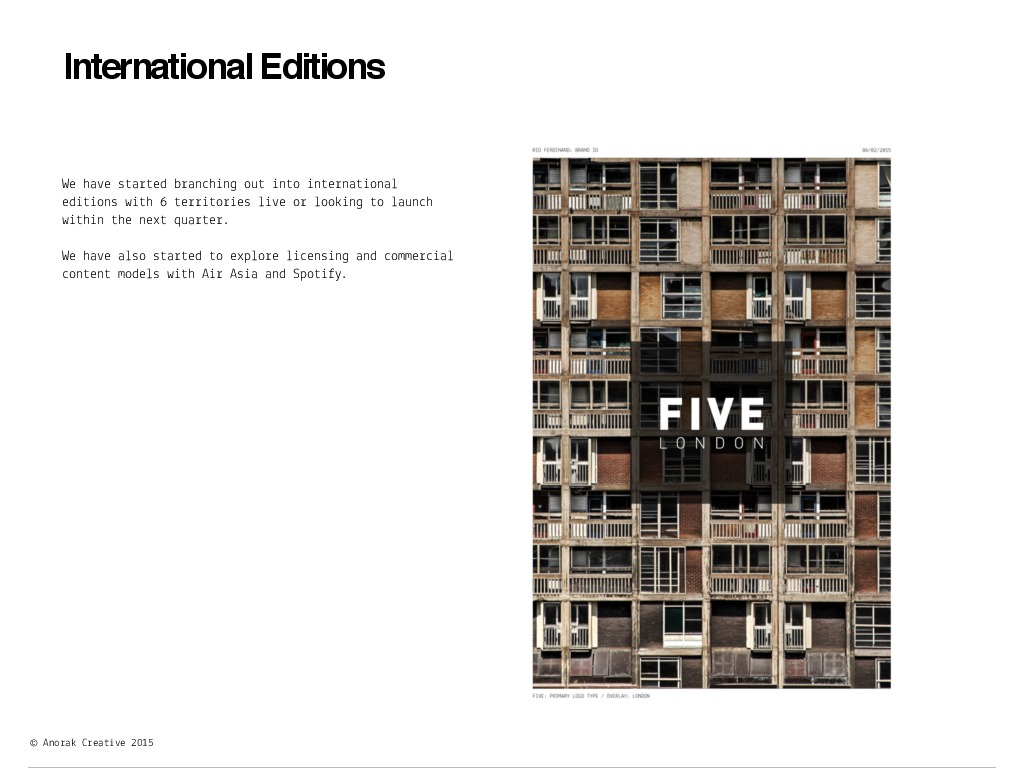 International Editions
We have started branching out into international
editions with 6 territories live or looking to launch
within the next quarter.
We have also started to explore licensing and commercial
content models with Air Asia and Spotify.
RIO FERDINAND: BRAND ID
06/02/2015
FIVE
LONDON
FIVE: PRIMARY LOGO TYPE / OVERLAY: LONDON
© Anorak Creative 2015